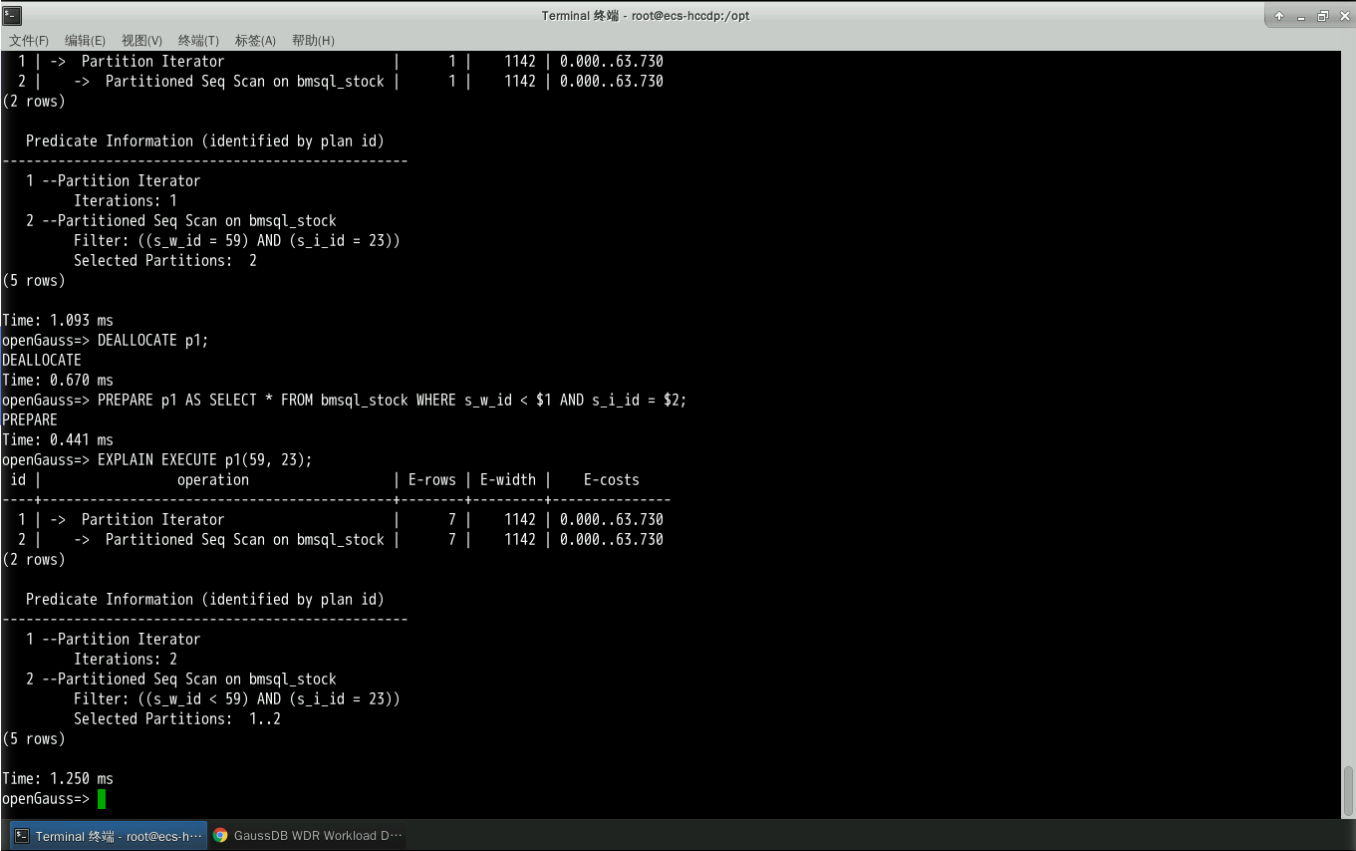 Terminal 终端 - root@ecs-hccdp:/opt
文件(F) 编辑(E) 视图(V) 终端(T) 标签(A) 帮助(H)
  1 | ->  Partition Iterator                     |      1 |    1142 | 0.000..63.730
  2 |    ->  Partitioned Seq Scan on bmsql_stock |      1 |    1142 | 0.000..63.730
(2 rows)
   Predicate Information (identified by plan id)
---------------------------------------------------
   1 --Partition Iterator
         Iterations: 1
   2 --Partitioned Seq Scan on bmsql_stock
         Filter: ((s_w_id = 59) AND (s_i_id = 23))
         Selected Partitions:  2
(5 rows)
Time: 1.093 ms
openGauss=> DEALLOCATE p1;
DEALLOCATE
Time: 0.670 ms
openGauss=> PREPARE p1 AS SELECT * FROM bmsql_stock WHERE s_w_id < $1 AND s_i_id = $2;
PREPARE
Time: 0.441 ms
openGauss=> EXPLAIN EXECUTE p1(59, 23);
 id |                 operation                  | E-rows | E-width |    E-costs
----+--------------------------------------------+--------+---------+---------------
  1 | ->  Partition Iterator                     |      7 |    1142 | 0.000..63.730
  2 |    ->  Partitioned Seq Scan on bmsql_stock |      7 |    1142 | 0.000..63.730
(2 rows)
   Predicate Information (identified by plan id)
---------------------------------------------------
   1 --Partition Iterator
         Iterations: 2
   2 --Partitioned Seq Scan on bmsql_stock
         Filter: ((s_w_id < 59) AND (s_i_id = 23))
         Selected Partitions:  1..2
(5 rows)
Time: 1.250 ms
openGauss=>
Terminal 终端 - root@ecs-h··· GaussDB WDR Workload D···